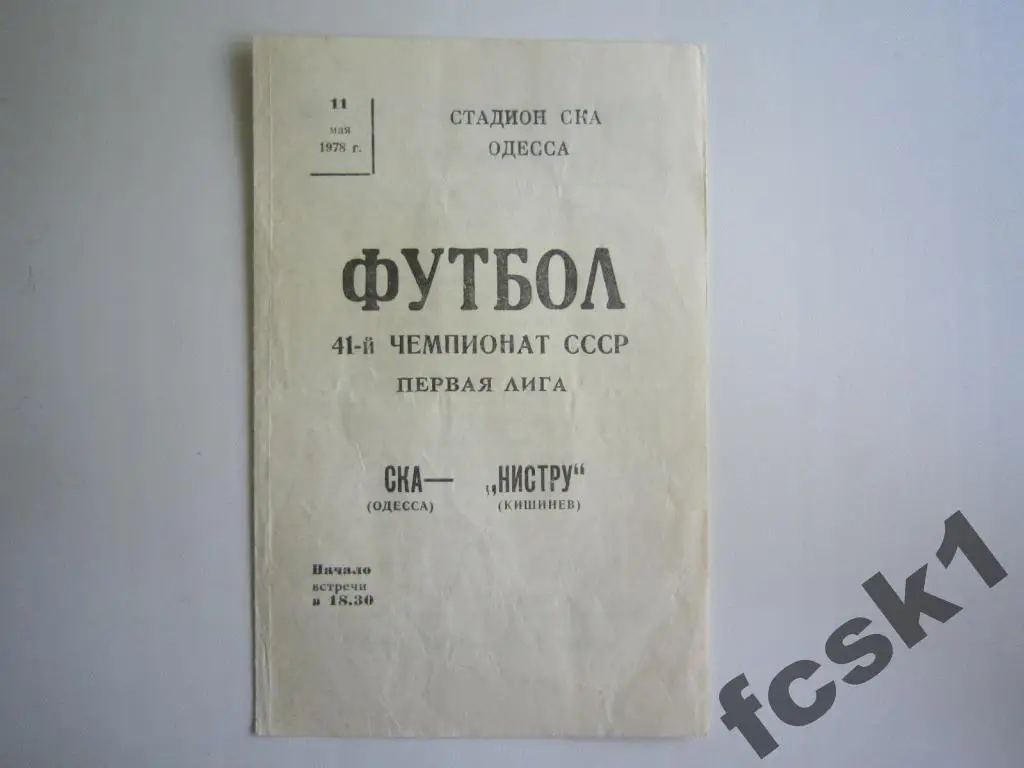 11
мая
1978 г.
СТАДИОН СКА
ОДЕССА
ФУТБОЛ
41-й ЧЕМПИОНАТ СССР
ПЕРВАЯ ЛИГА
СКА— „НИСТРУ“
(ОДЕССА) (КИШИНЕВ)
Начало
встречи
в 18.30
fcsk1